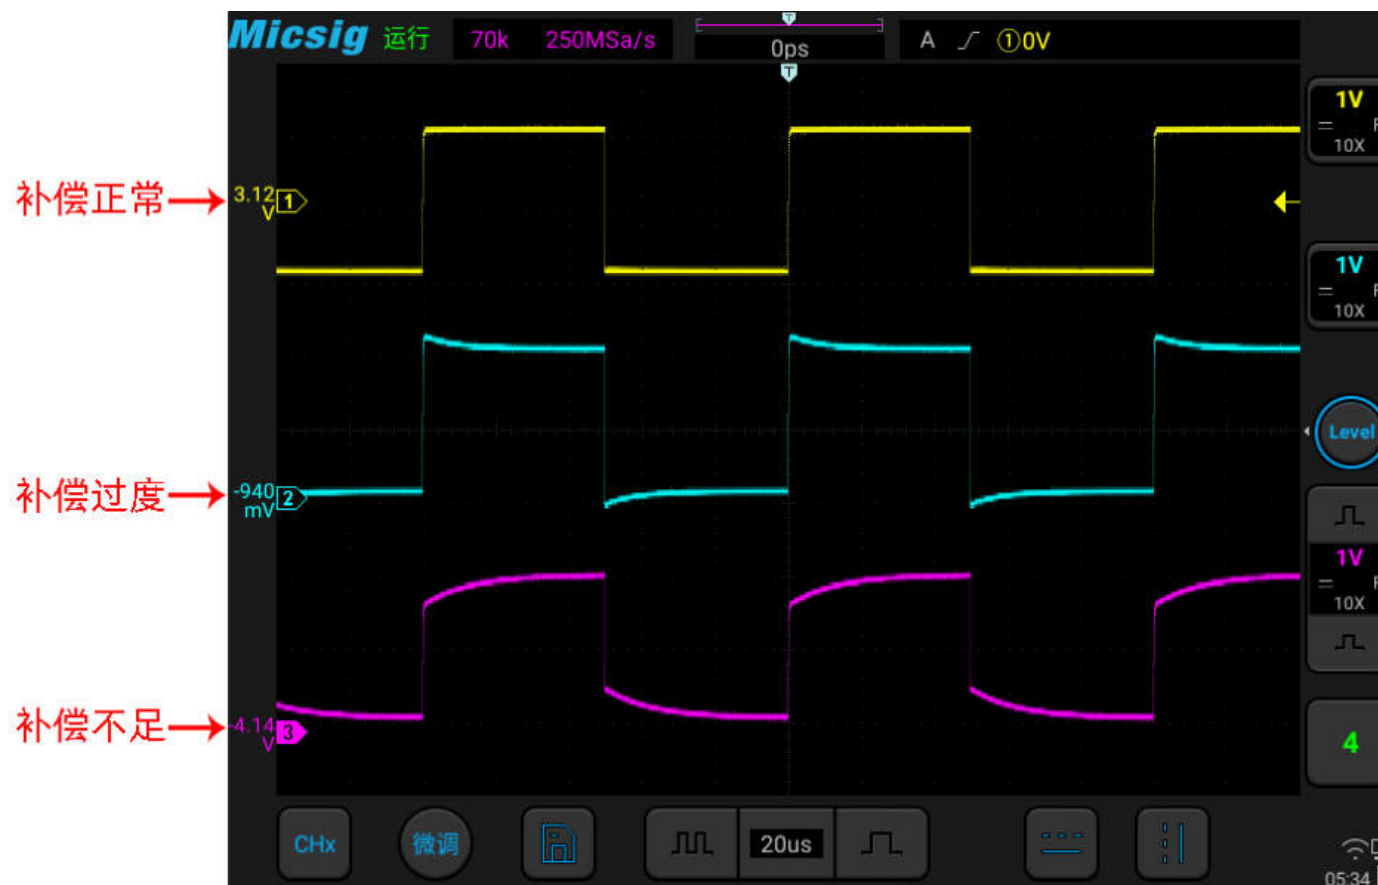 Micsig 运行 70k 250MSa/s T 0ps A ①0V
T
1V
10X
补偿正常 3.12 V 1
1V
10X
Level
补偿过度 -940 mV 2
1V
10X
补偿不足 -4.14 V 3
4
CHx 微调 20us
05:34